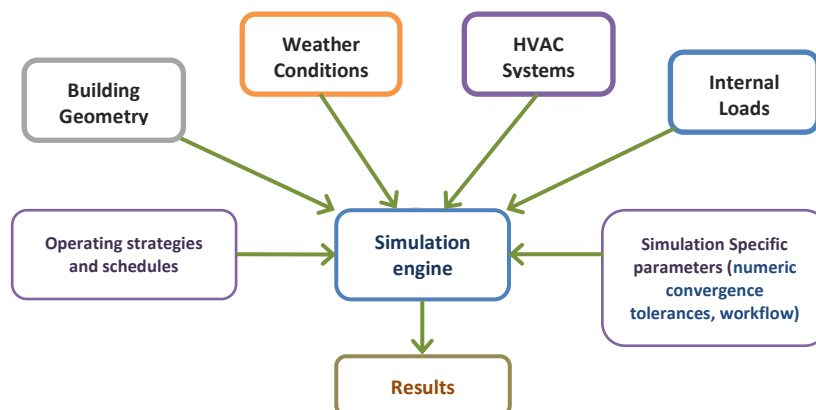 Building
Geometry
Weather
Conditions
HVAC
Systems
Internal
Loads
Operating strategies
and schedules
Simulation
engine
Simulation Specific
parameters (numeric
convergence
tolerances, workflow)
Results